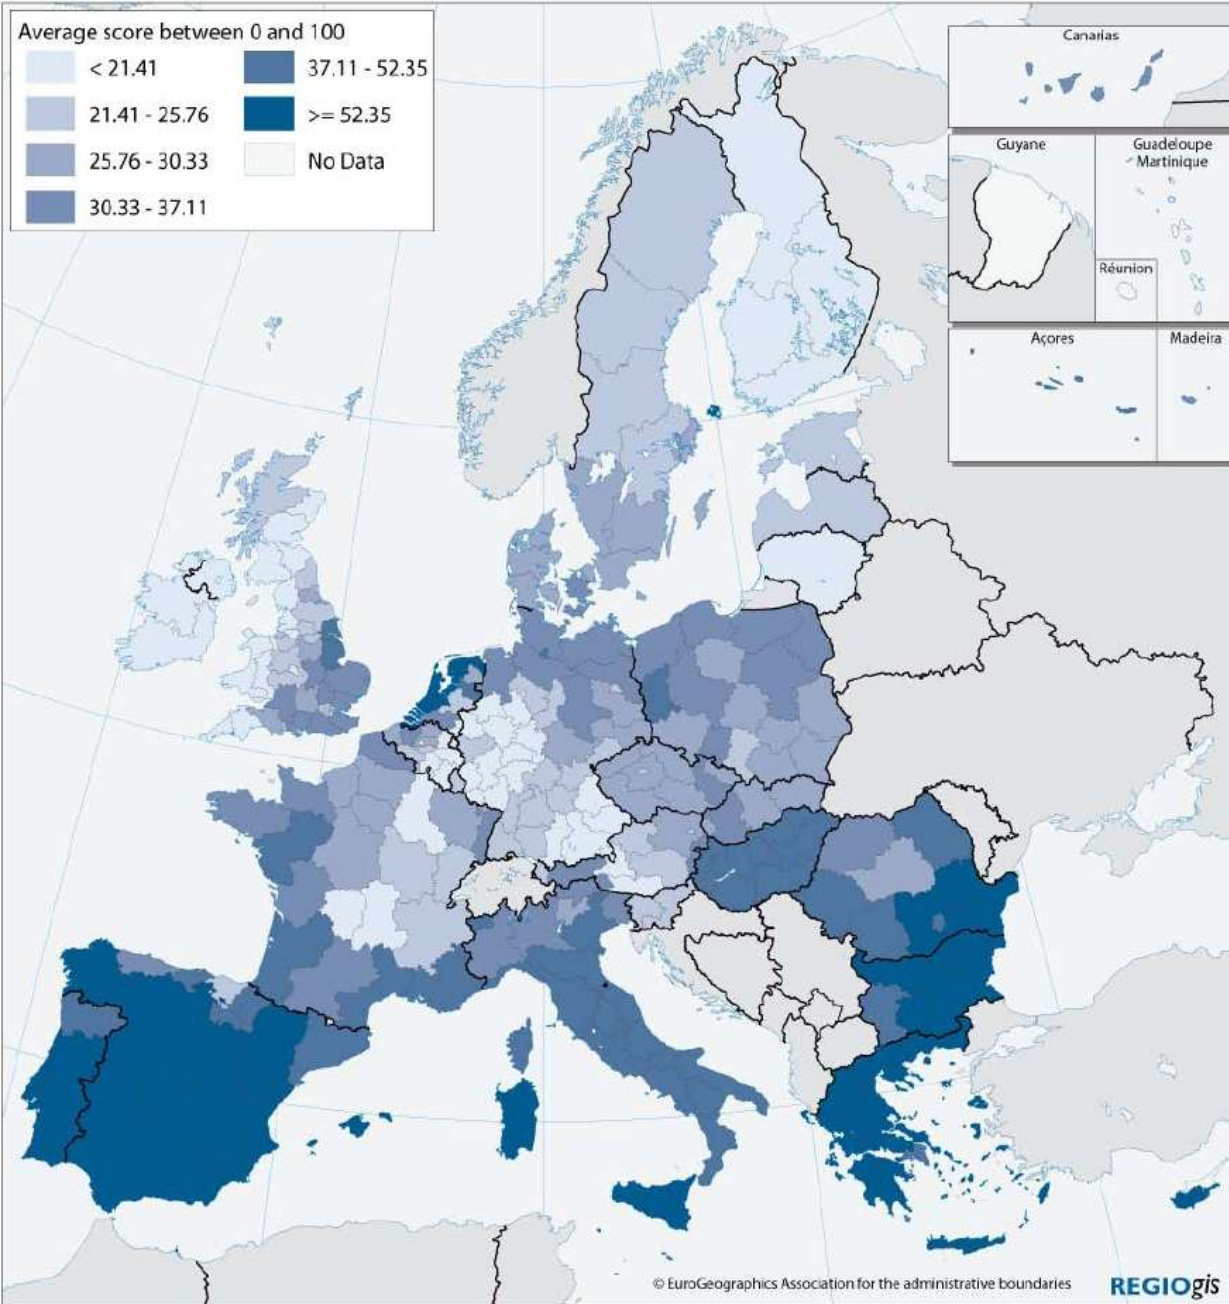 Average score between 0 and 100
< 21.41
21.41 - 25.76
25.76 - 30.33
30.33 - 37.11
37.11 - 52.35
>= 52.35
No Data
Canarias
Guyane
Guadeloupe
Martinique
Réunion
Açores
Madeira
© EuroGeographics Association for the administrative boundaries
REGIOgis